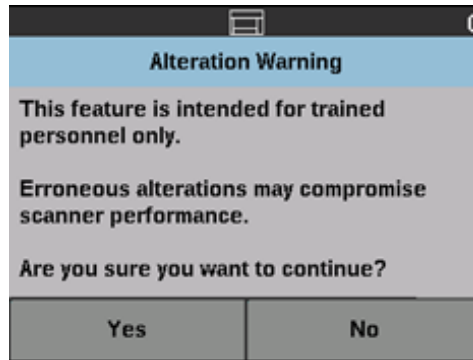 Alteration Warning
This feature is intended for trained
personnel only.
Erroneous alterations may compromise
scanner performance.
Are you sure you want to continue?
Yes No